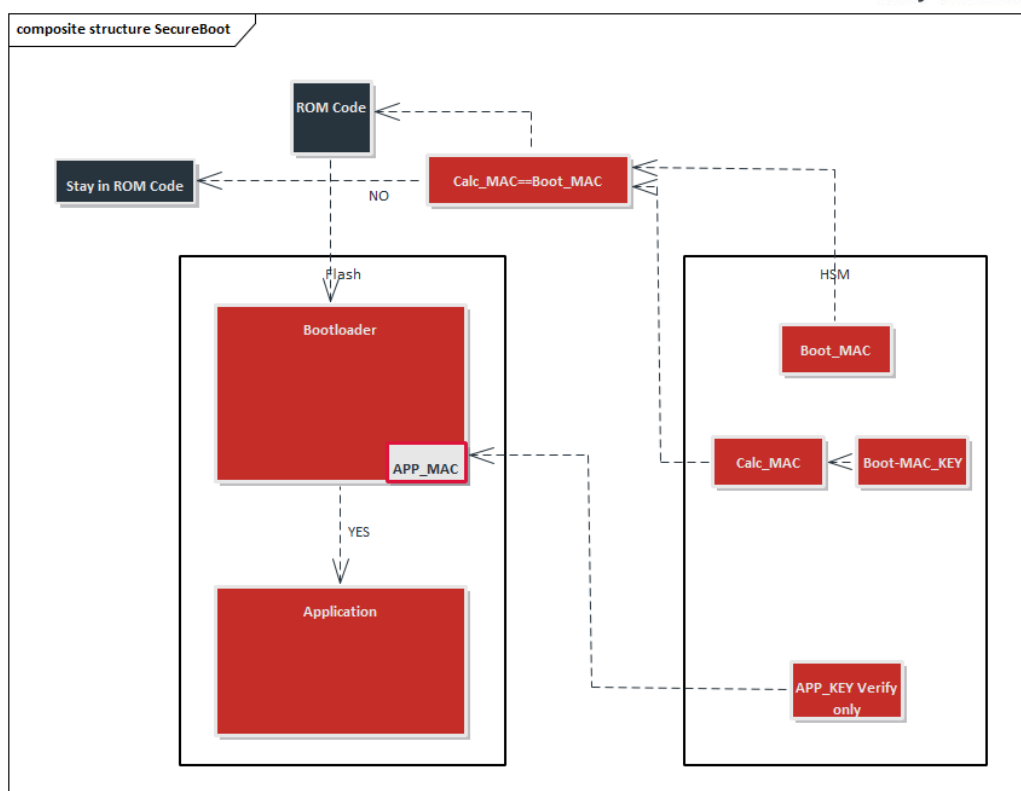 composite structure SecureBoot
ROM Code
Stay in ROM Code
Calc_MAC==Boot_MAC
NO
Flash
HSM
Bootloader
Boot_MAC
APP_MAC
Calc_MAC
Boot-MAC_KEY
YES
Application
APP_KEY Verify
only